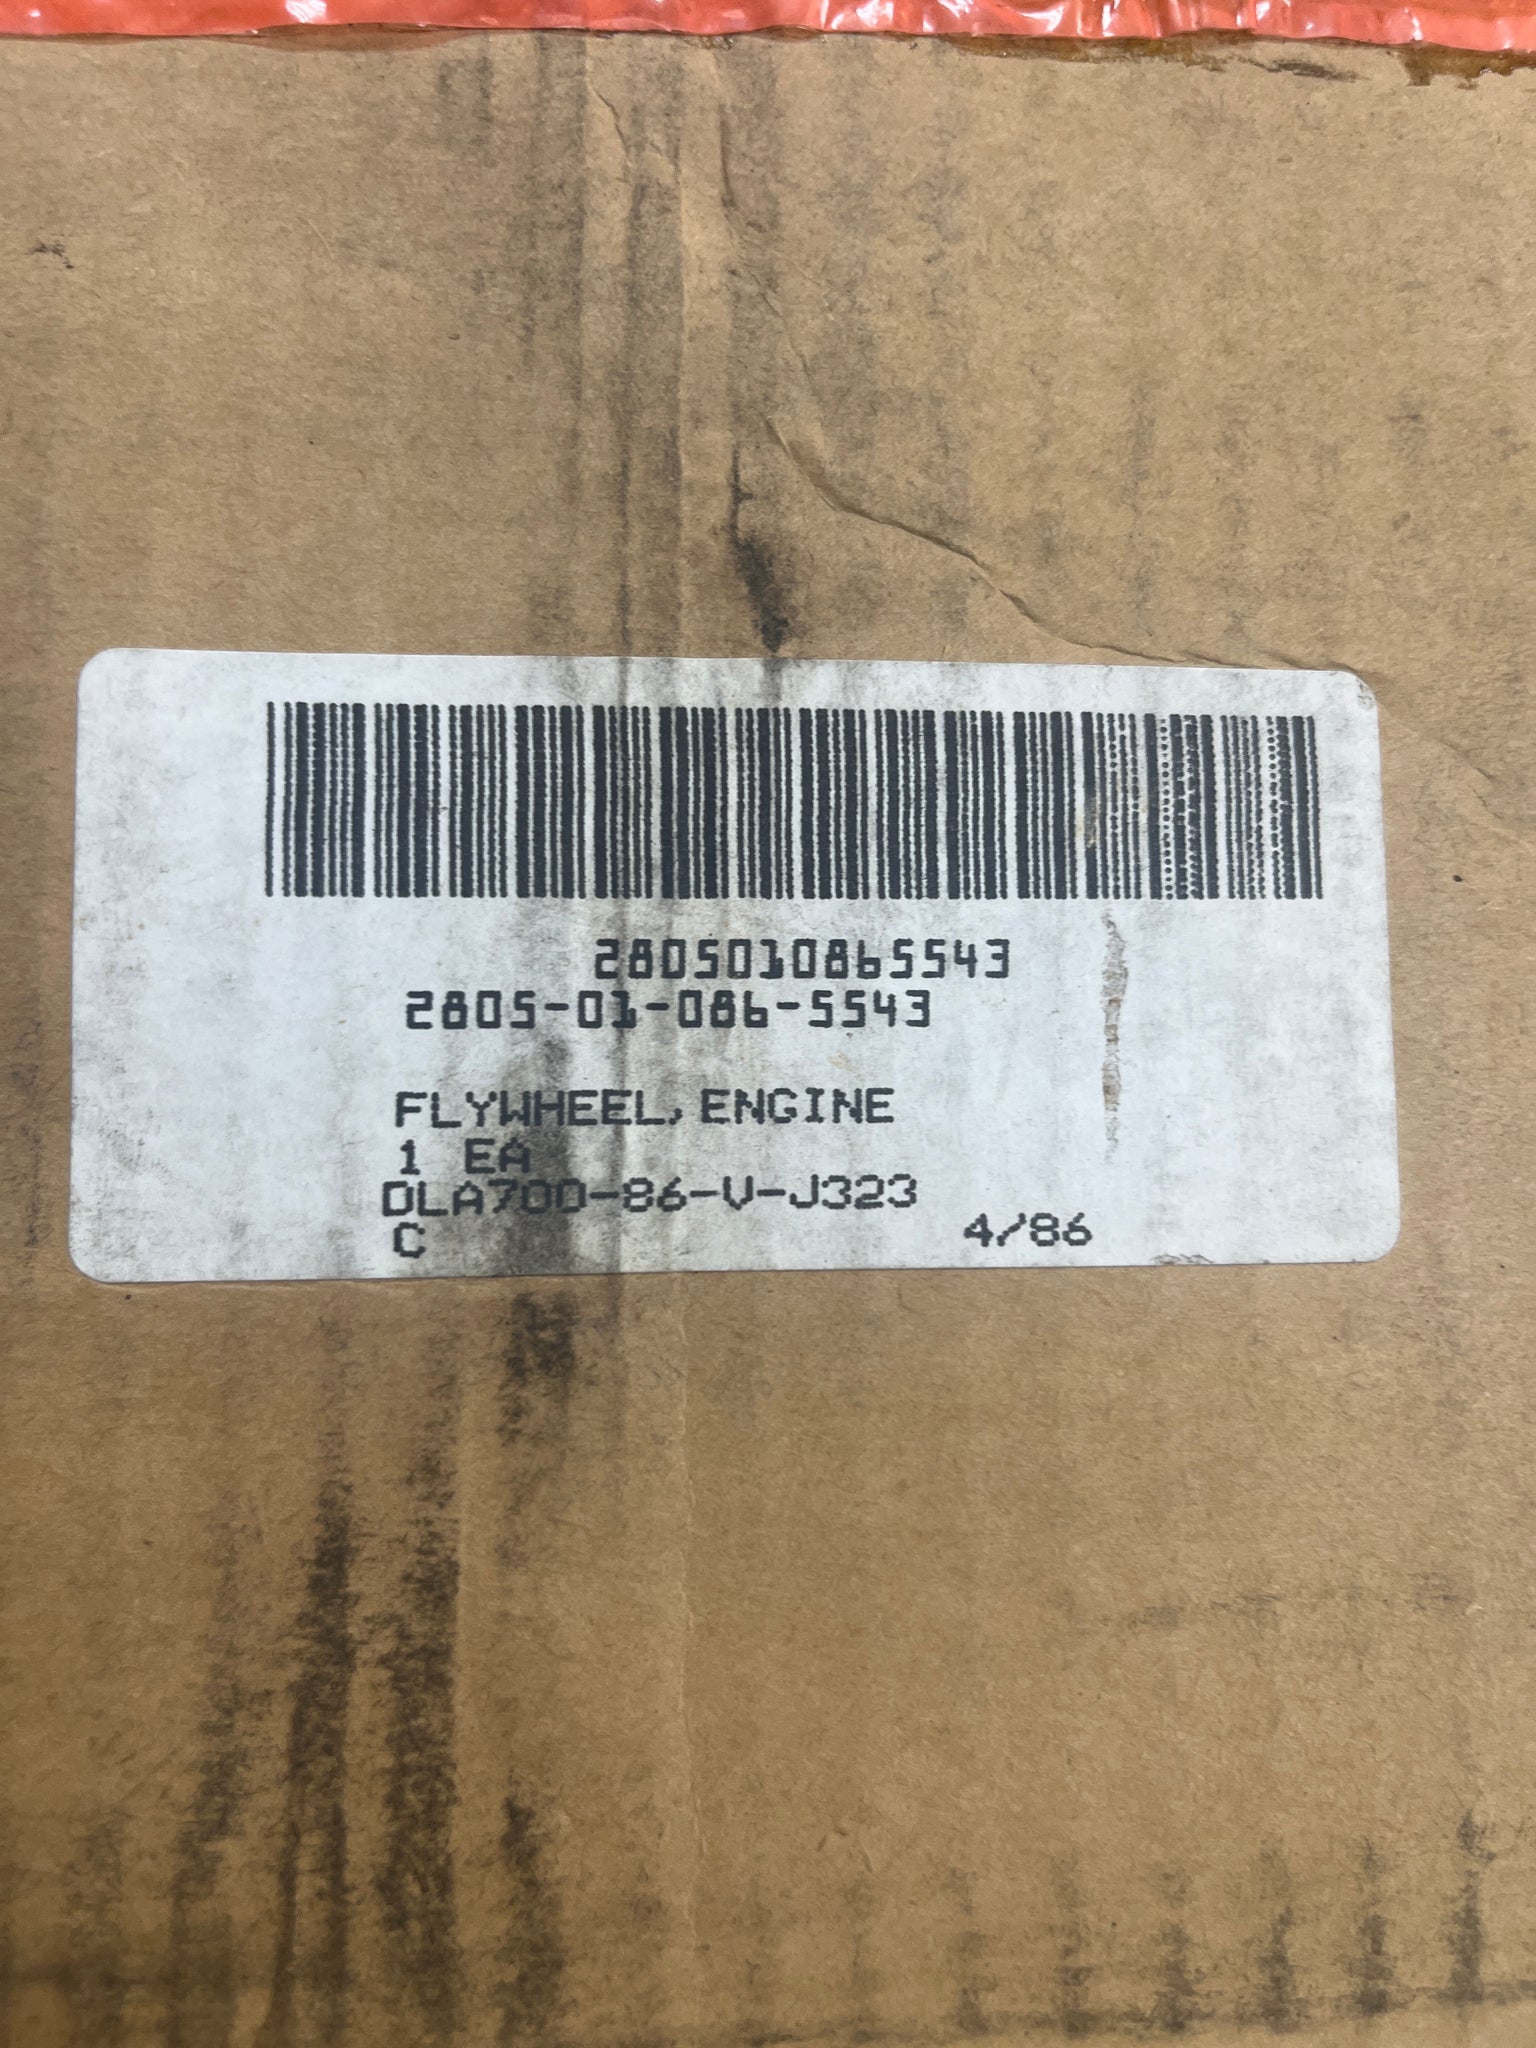 2805010865543
2805-01-086-5543
FLYWHEEL, ENGINE
1 EA
DLA700-86-V-J323
C 4/86